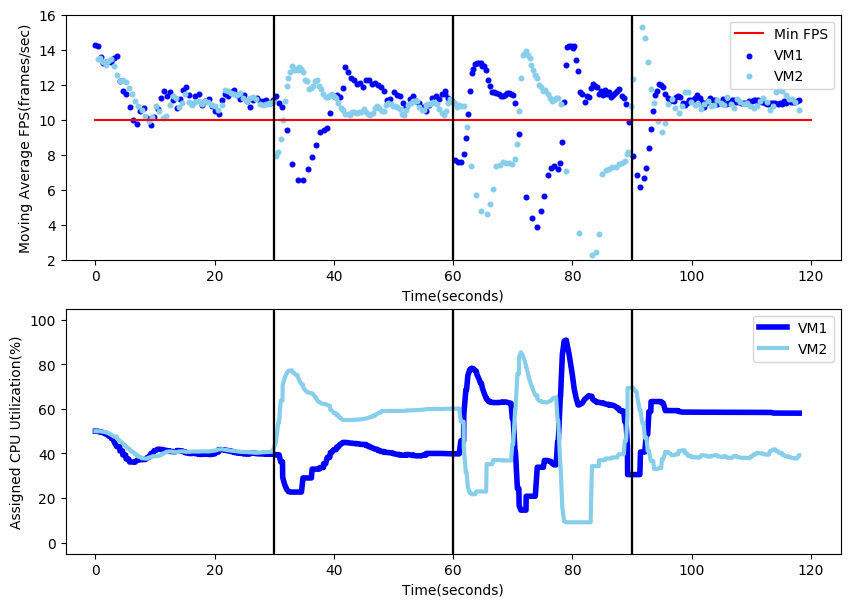 16
14
12
10
8
6
4
2
Moving Average FPS(frames/sec)
Min FPS
VM1
VM2
0 20 40 60 80 100 120
Time(seconds)
100
80
60
40
20
0
Assigned CPU Utilization(%)
VM1
VM2
0 20 40 60 80 100 120
Time(seconds)